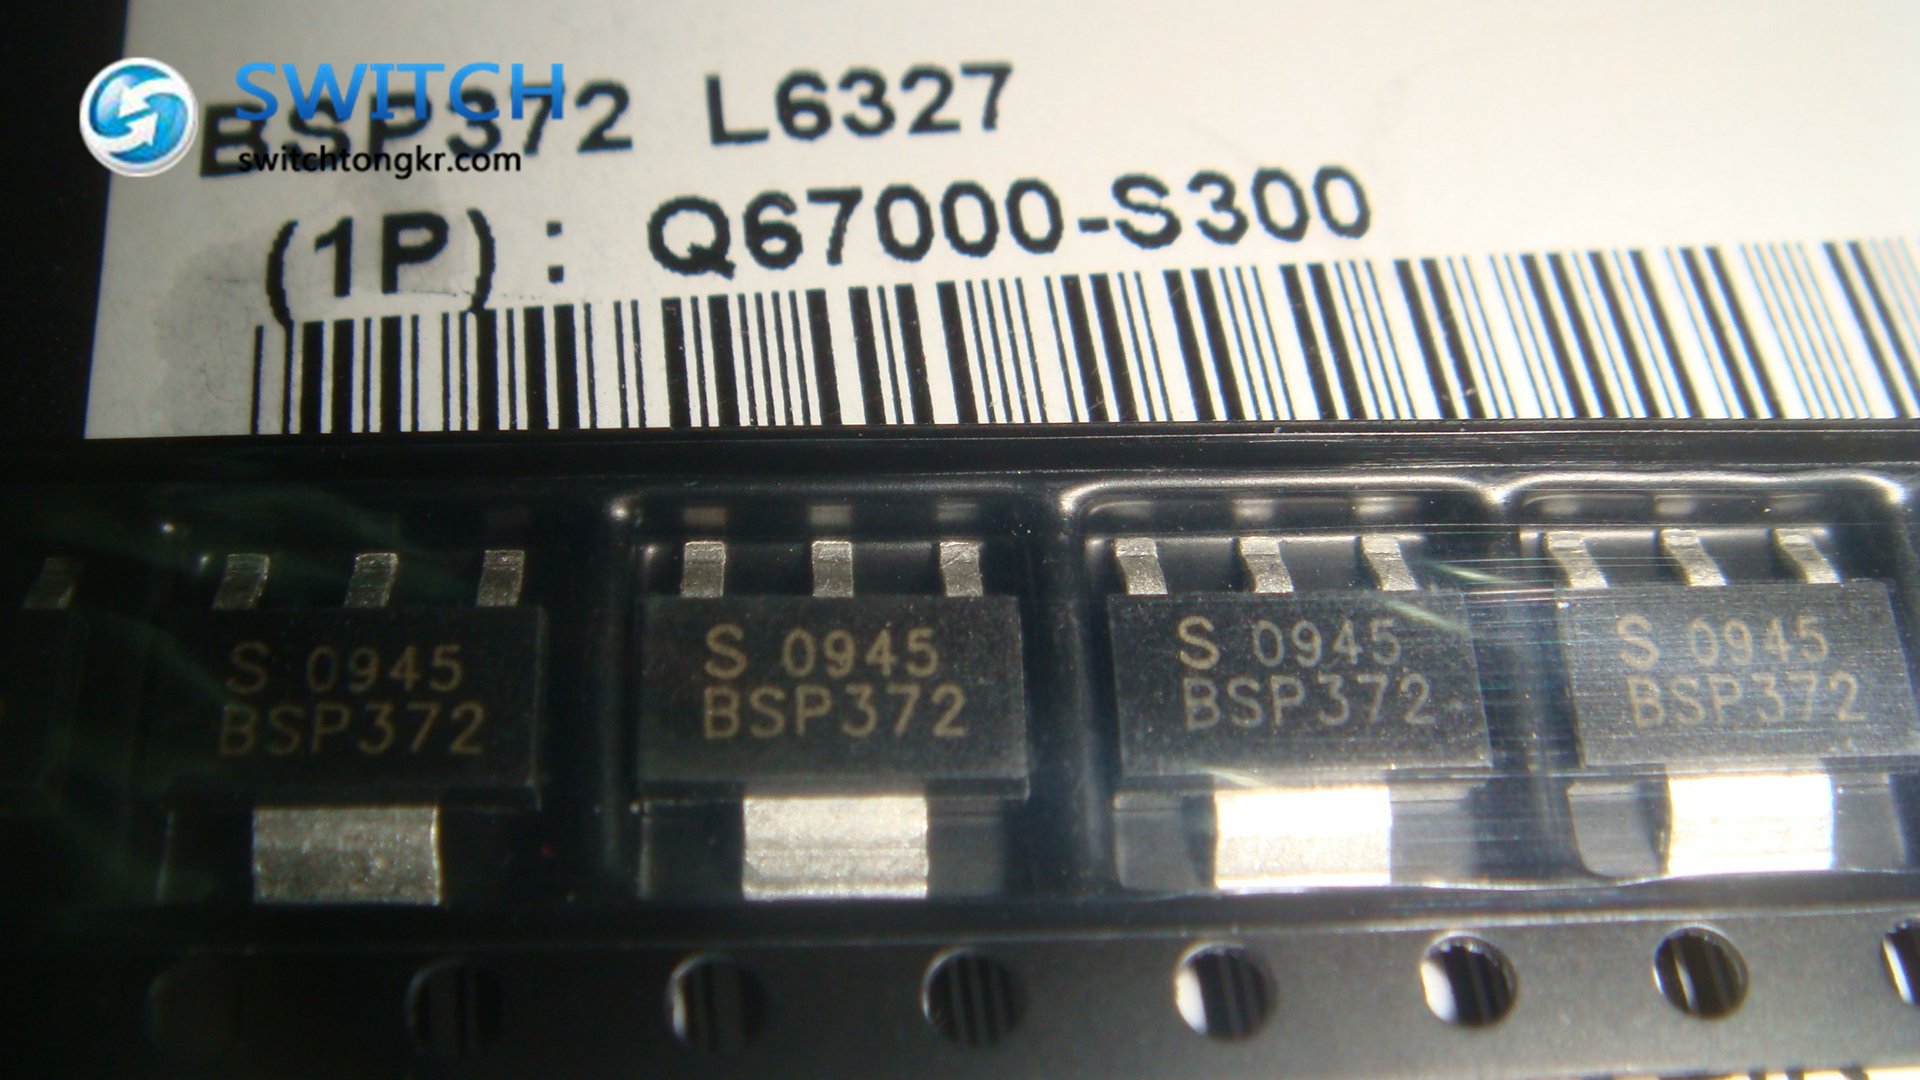 SWITCH
switchtongkr.com
BSP372 L6327
(1P): Q67000-S300
S 0945
BSP372
S 0945
BSP372
S 0945
BSP372
S 0945
BSP372